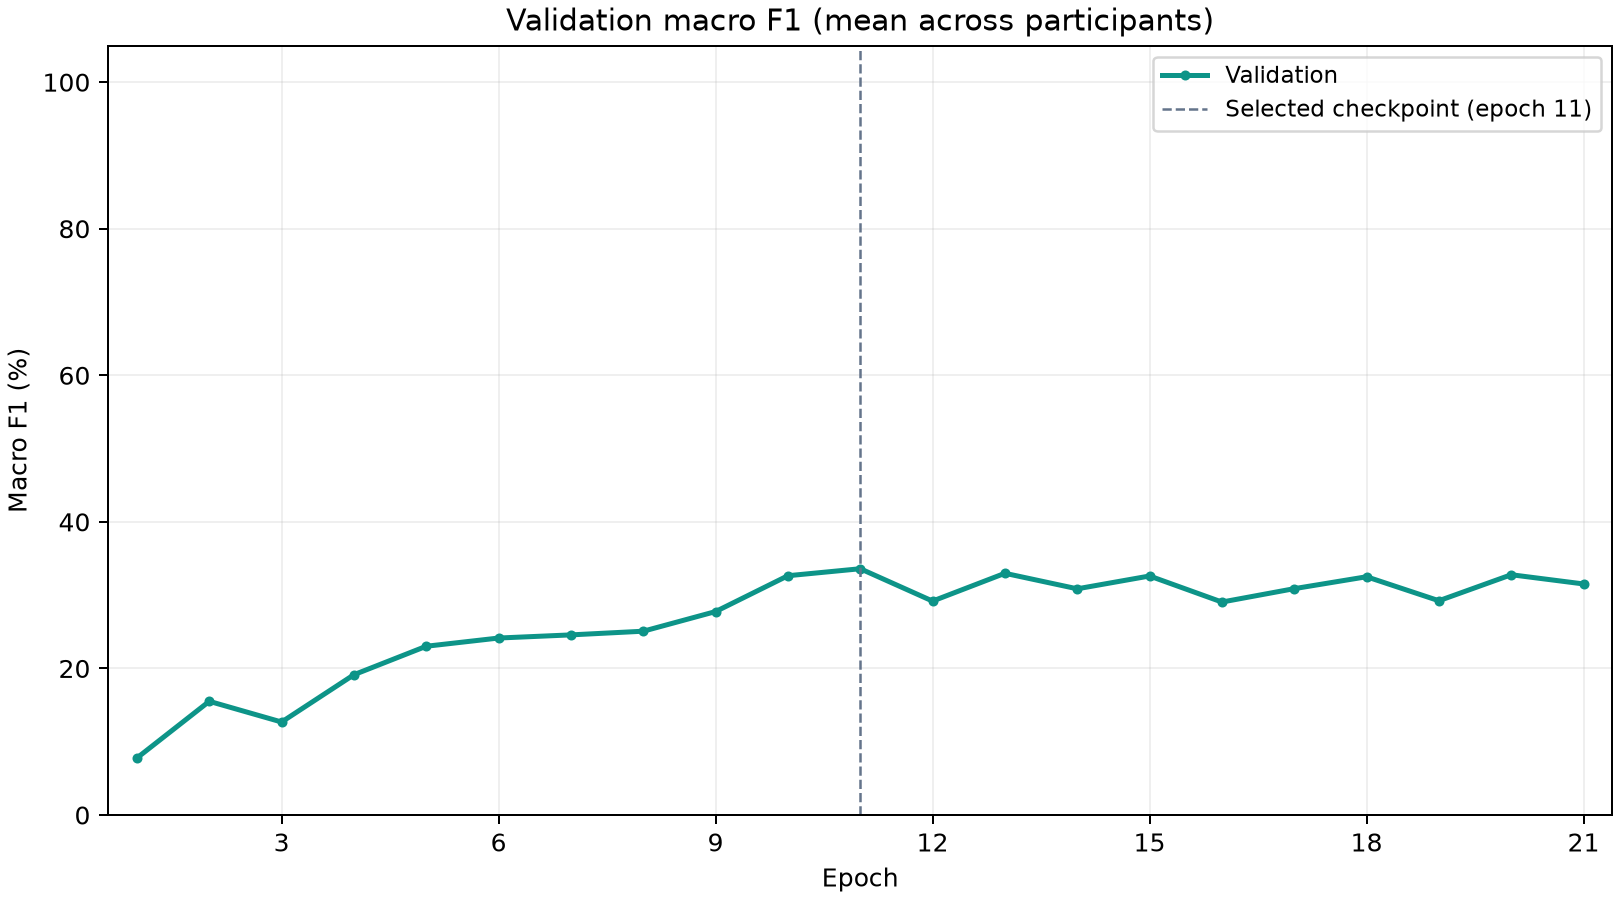 Validation macro F1 (mean across participants)
Validation
Selected checkpoint (epoch 11)
Macro F1 (%)
100
80
60
40
20
0
3 6 9 12 15 18 21
Epoch